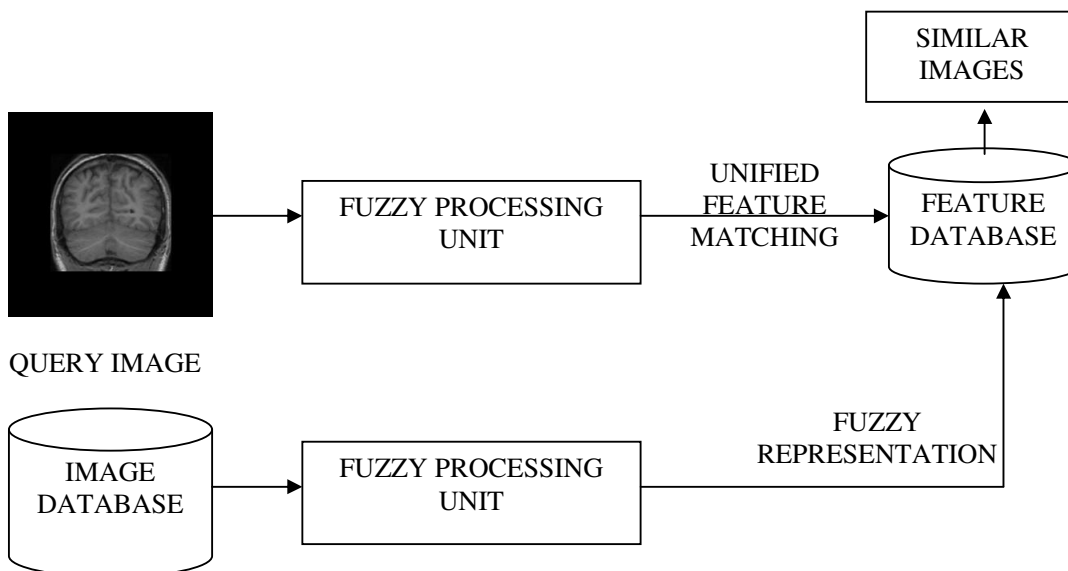 SIMILAR
IMAGES
FUZZY PROCESSING
UNIT
UNIFIED
FEATURE
MATCHING
FEATURE
DATABASE
QUERY IMAGE
IMAGE
DATABASE
FUZZY PROCESSING
UNIT
FUZZY
REPRESENTATION